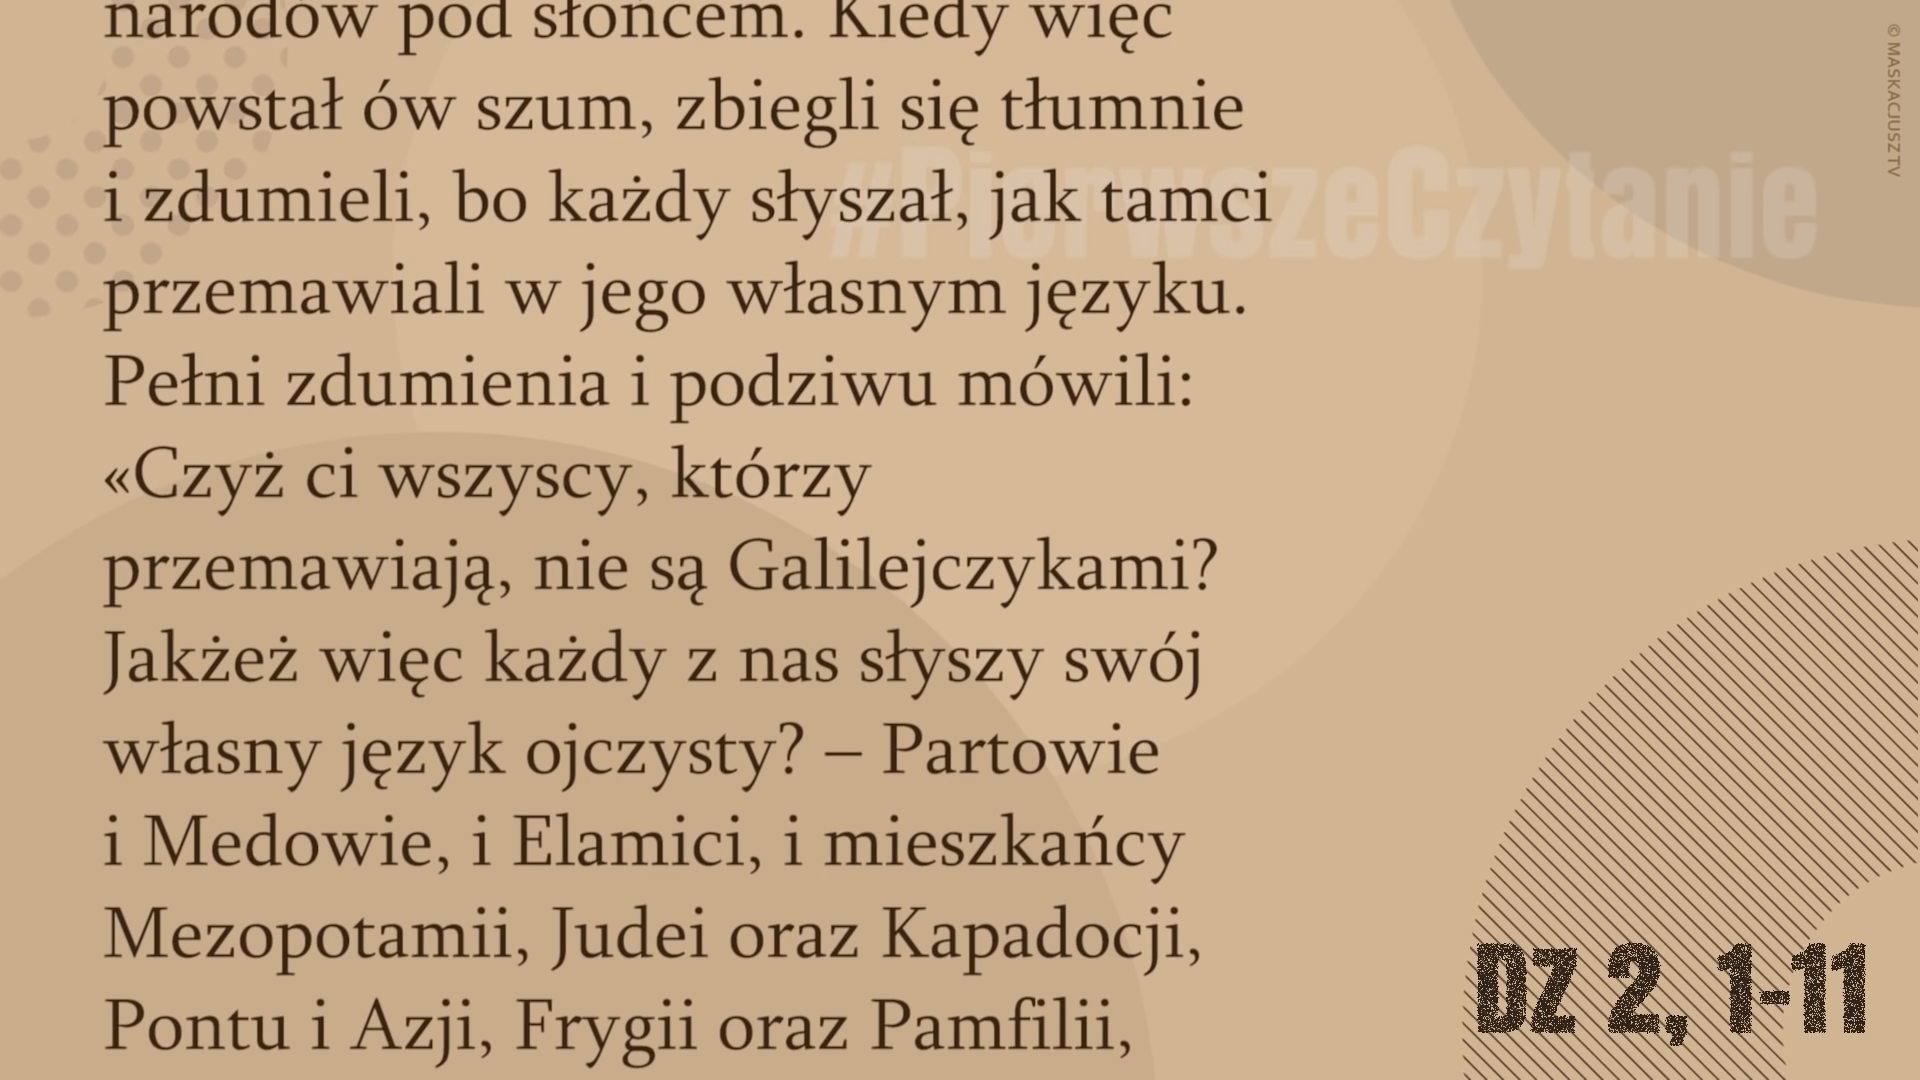 narodów pod słońcem. Kiedy więc
powstał ów szum, zbiegli się tłumnie
i zdumieli, bo każdy słyszał, jak tamci
przemawiali w jego własnym języku.
Pełni zdumienia i podziwu mówili:
«Czyż ci wszyscy, którzy
przemawiają, nie są Galilejczykami?
Jakżeż więc każdy z nas słyszy swój
własny język ojczysty? – Partowie
i Medowie, i Elamici, i mieszkańcy
Mezopotamii, Judei oraz Kapadocji,
Pontu i Azji, Frygii oraz Pamfilii,
#PierwszeCzytanie
© MASKACJUSZ TV
DZ 2, 1-11